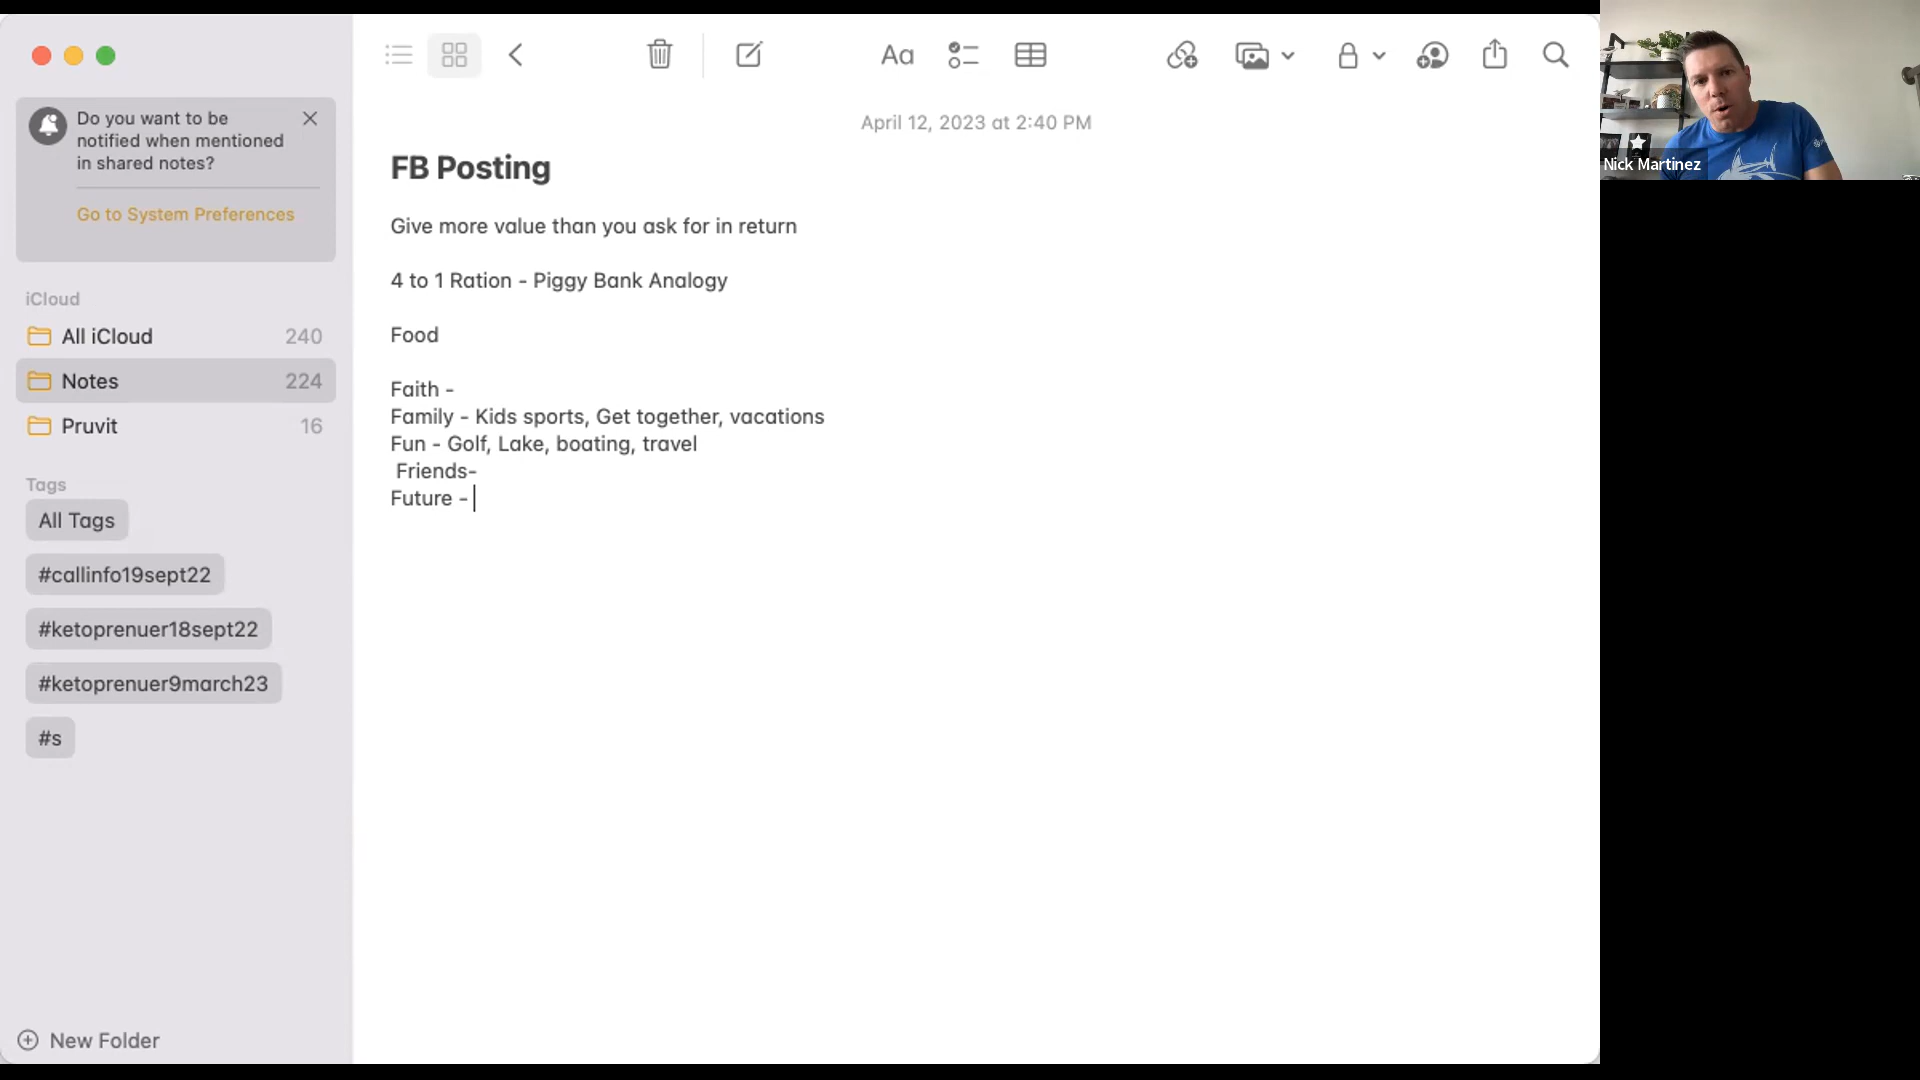 Do you want to be
notified when mentioned
in shared notes?
Go to System Preferences
iCloud
All iCloud 240
Notes 224
Pruvit 16
Tags
All Tags
#callinfo19sept22
#ketoprenuer18sept22
#ketoprenuer9march23
#s
New Folder
Aa
April 12, 2023 at 2:40 PM
FB Posting
Give more value than you ask for in return
4 to 1 Ration - Piggy Bank Analogy
Food
Faith -
Family - Kids sports, Get together, vacations
Fun - Golf, Lake, boating, travel
Friends-
Future -
Nick Martinez